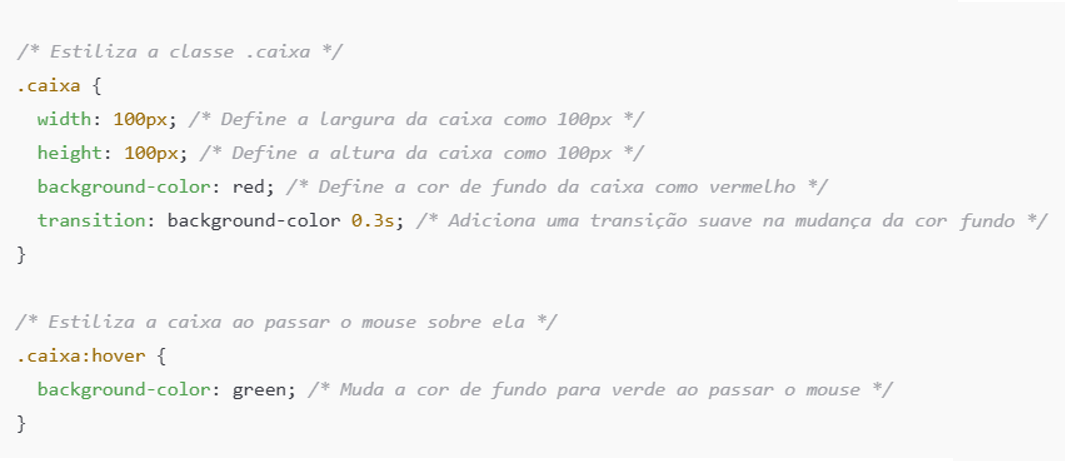 /* Estiliza a classe .caixa */
.caixa {
  width: 100px; /* Define a largura da caixa como 100px */
  height: 100px; /* Define a altura da caixa como 100px */
  background-color: red; /* Define a cor de fundo da caixa como vermelho */
  transition: background-color 0.3s; /* Adiciona uma transição suave na mudança da cor fundo */
}
/* Estiliza a caixa ao passar o mouse sobre ela */
.caixa:hover {
  background-color: green; /* Muda a cor de fundo para verde ao passar o mouse */
}